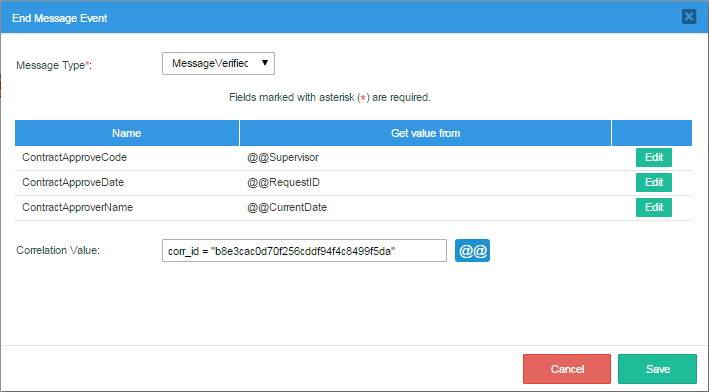 End Message Event
Message Type*:
MessageVerified
Fields marked with asterisk (*) are required.
Name Get value from
ContractApproveCode @@Supervisor Edit
ContractApproveDate @@RequestID Edit
ContractApproverName @@CurrentDate Edit
Correlation Value: corr_id = "b8e3cac0d70f256cddf94f4c8499f5da" @@
Cancel Save